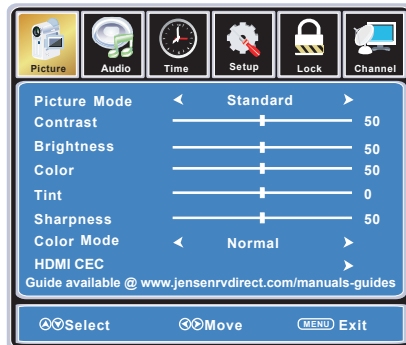 Picture Audio Time Setup Lock Channel
Picture Mode Standard
Contrast 50
Brightness 50
Color 50
Tint 0
Sharpness 50
Color Mode Normal
HDMI CEC
Guide available @ www.jensenrvdirect.com/manuals-guides
Select Move MENU Exit